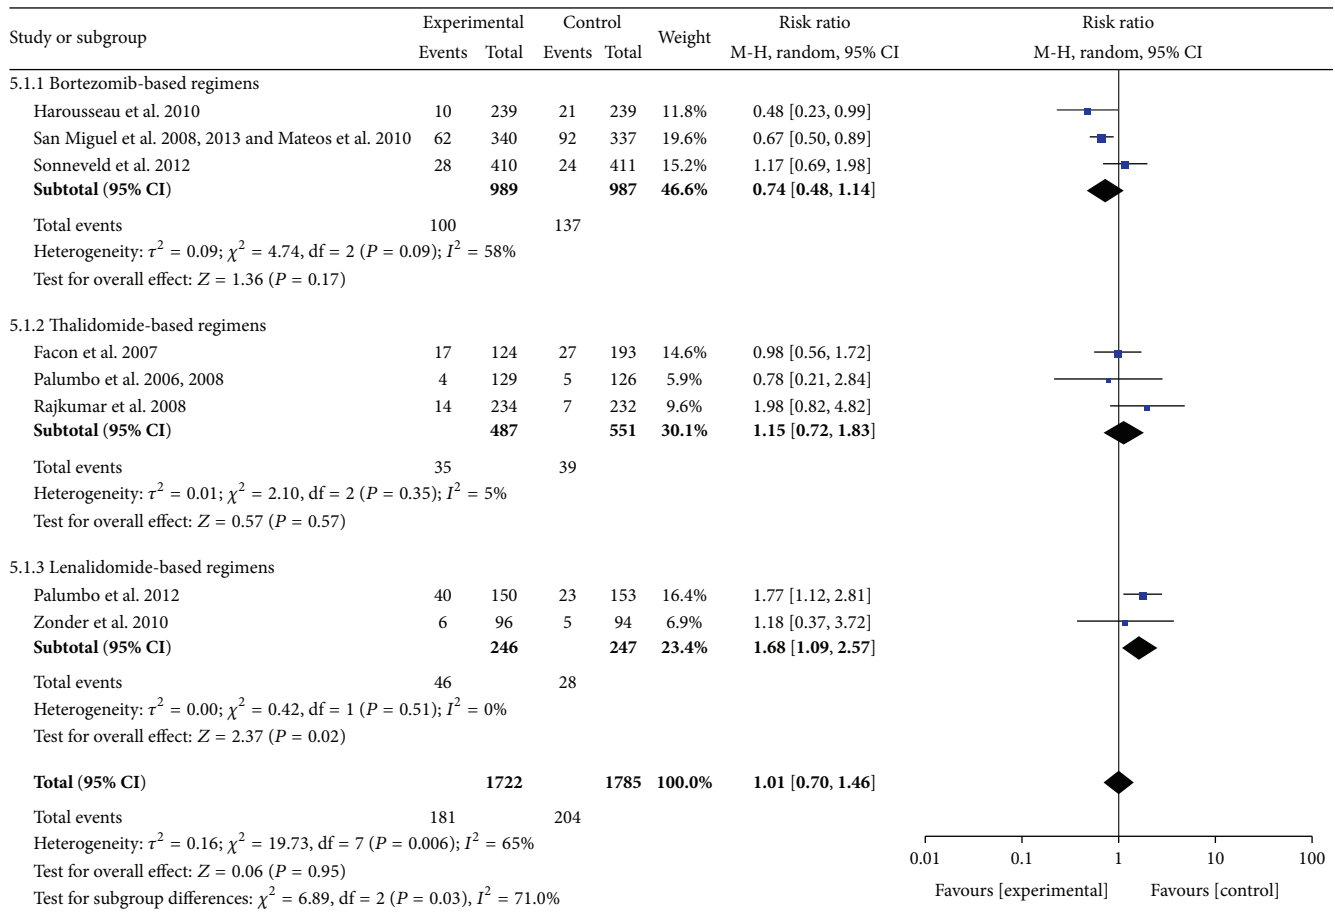 Study or subgroup Experimental Control Weight Risk ratio Risk ratio
Events Total Events Total M-H, random, 95% CI M-H, random, 95% CI
5.1.1 Bortezomib-based regimens
Harousseau et al. 2010 10 239 21 239 11.8% 0.48 [0.23, 0.99]
San Miguel et al. 2008, 2013 and Mateos et al. 2010 62 340 92 337 19.6% 0.67 [0.50, 0.89]
Sonneveld et al. 2012 28 410 24 411 15.2% 1.17 [0.69, 1.98]
Subtotal (95% CI) 989 987 46.6% 0.74 [0.48, 1.14]
Total events 100 137
Heterogeneity: τ² = 0.09; χ² = 4.74, df = 2 (P = 0.09); I² = 58%
Test for overall effect: Z = 1.36 (P = 0.17)
5.1.2 Thalidomide-based regimens
Facon et al. 2007 17 124 27 193 14.6% 0.98 [0.56, 1.72]
Palumbo et al. 2006, 2008 4 129 5 126 5.9% 0.78 [0.21, 2.84]
Rajkumar et al. 2008 14 234 7 232 9.6% 1.98 [0.82, 4.82]
Subtotal (95% CI) 487 551 30.1% 1.15 [0.72, 1.83]
Total events 35 39
Heterogeneity: τ² = 0.01; χ² = 2.10, df = 2 (P = 0.35); I² = 5%
Test for overall effect: Z = 0.57 (P = 0.57)
5.1.3 Lenalidomide-based regimens
Palumbo et al. 2012 40 150 23 153 16.4% 1.77 [1.12, 2.81]
Zonder et al. 2010 6 96 5 94 6.9% 1.18 [0.37, 3.72]
Subtotal (95% CI) 246 247 23.4% 1.68 [1.09, 2.57]
Total events 46 28
Heterogeneity: τ² = 0.00; χ² = 0.42, df = 1 (P = 0.51); I² = 0%
Test for overall effect: Z = 2.37 (P = 0.02)
Total (95% CI) 1722 1785 100.0% 1.01 [0.70, 1.46]
Total events 181 204
Heterogeneity: τ² = 0.16; χ² = 19.73, df = 7 (P = 0.006); I² = 65%
Test for overall effect: Z = 0.06 (P = 0.95)
Test for subgroup differences: χ² = 6.89, df = 2 (P = 0.03), I² = 71.0%
0.01 0.1 1 10 100
Favours [experimental] Favours [control]